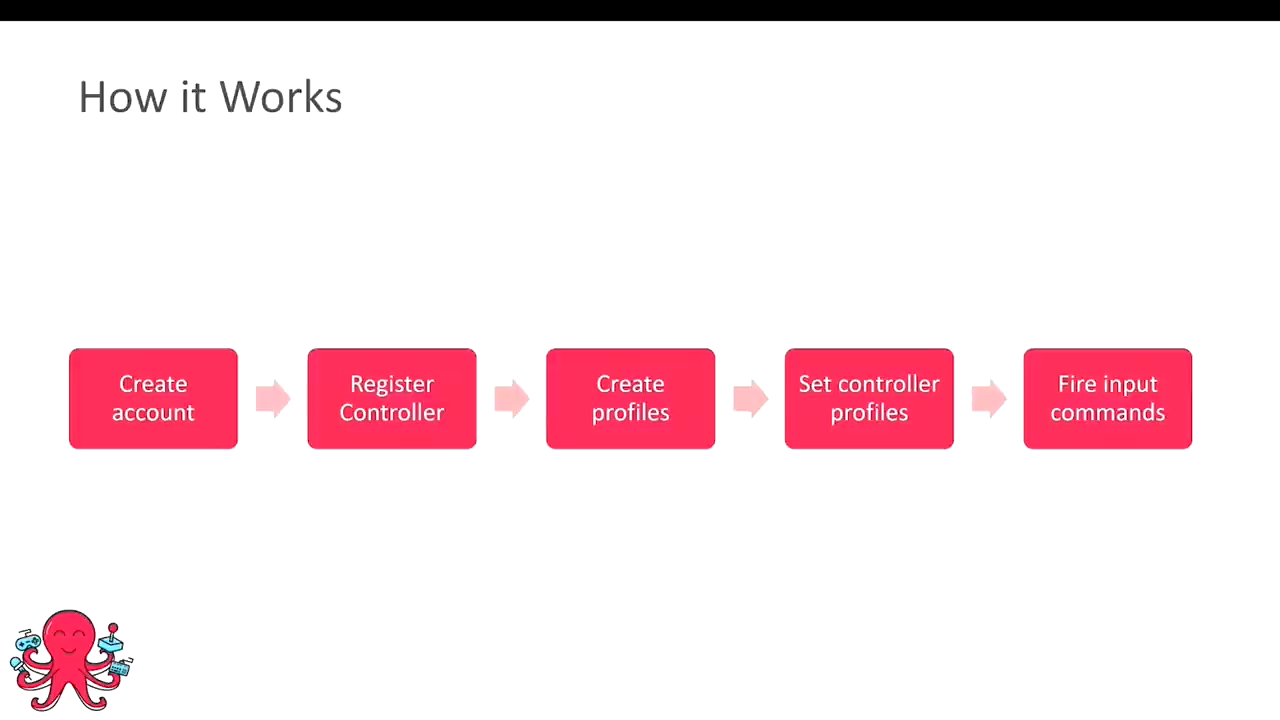 How it Works
Create
account
Register
Controller
Create
profiles
Set controller
profiles
Fire input
commands